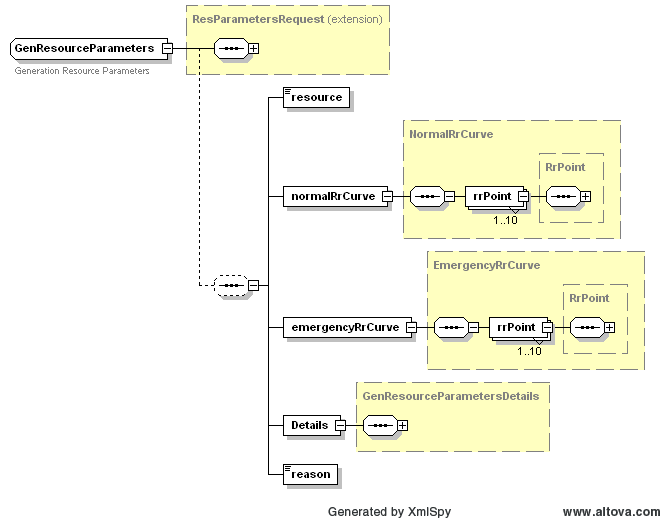 ResParametersRequest (extension)
GenResourceParameters
Generation Resource Parameters
resource
NormalRrCurve
RrPoint
normalRrCurve
rrPoint
1..10
EmergencyRrCurve
RrPoint
emergencyRrCurve
rrPoint
1..10
GenResourceParametersDetails
Details
reason
Generated by XmlSpy
www.altova.com